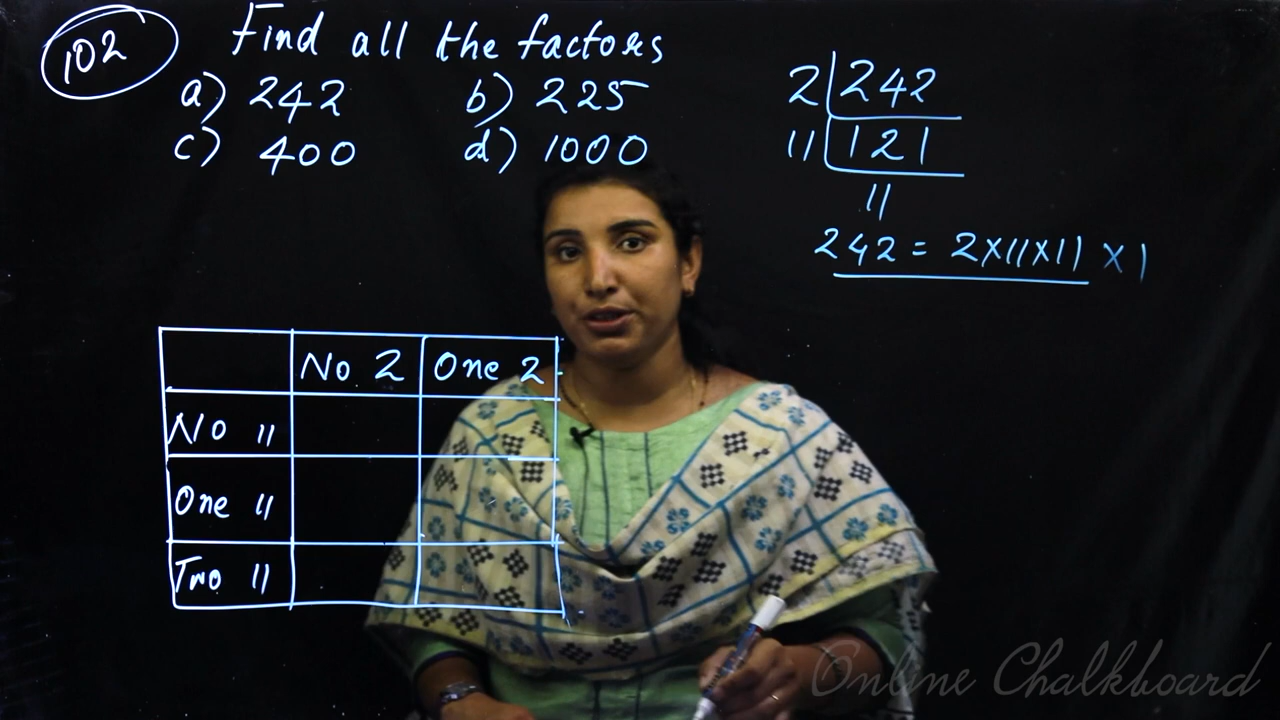 102
Find all the factors
a) 242 b) 225
c) 400 d) 1000
2 242
11 121
11
242 = 2×11×11 ×1
No 2 One 2
No 11
One 11
Two 11
Online Chalkboard